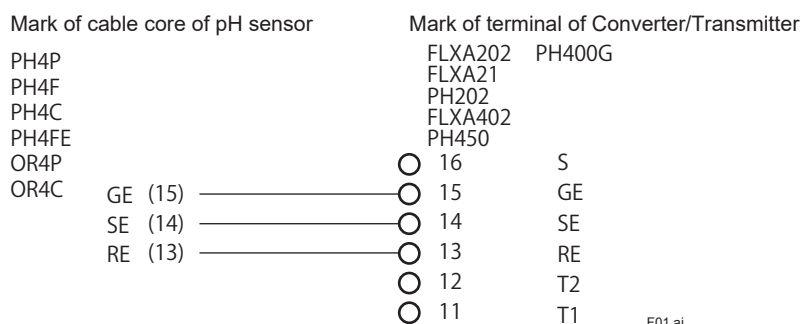 Mark of cable core of pH sensor
Mark of terminal of Converter/Transmitter
PH4P
PH4F
PH4C
PH4FE
OR4P
OR4C
FLXA202 PH400G
FLXA21
PH202
FLXA402
PH450
16 S
GE (15) 15 GE
SE (14) 14 SE
RE (13) 13 RE
12 T2
11 T1
F01.ai